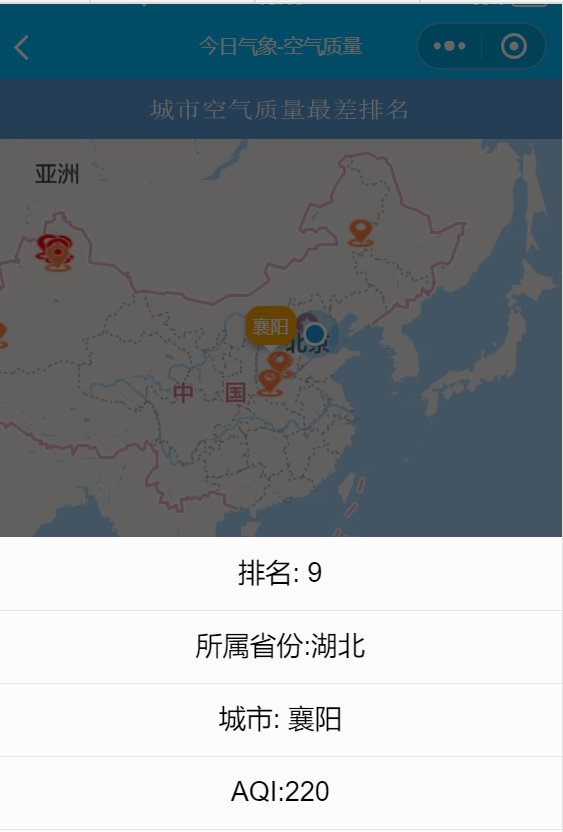 今日气象-空气质量
城市空气质量最差排名
亚洲
襄阳
北京
中 国
排名: 9
所属省份:湖北
城市: 襄阳
AQI:220